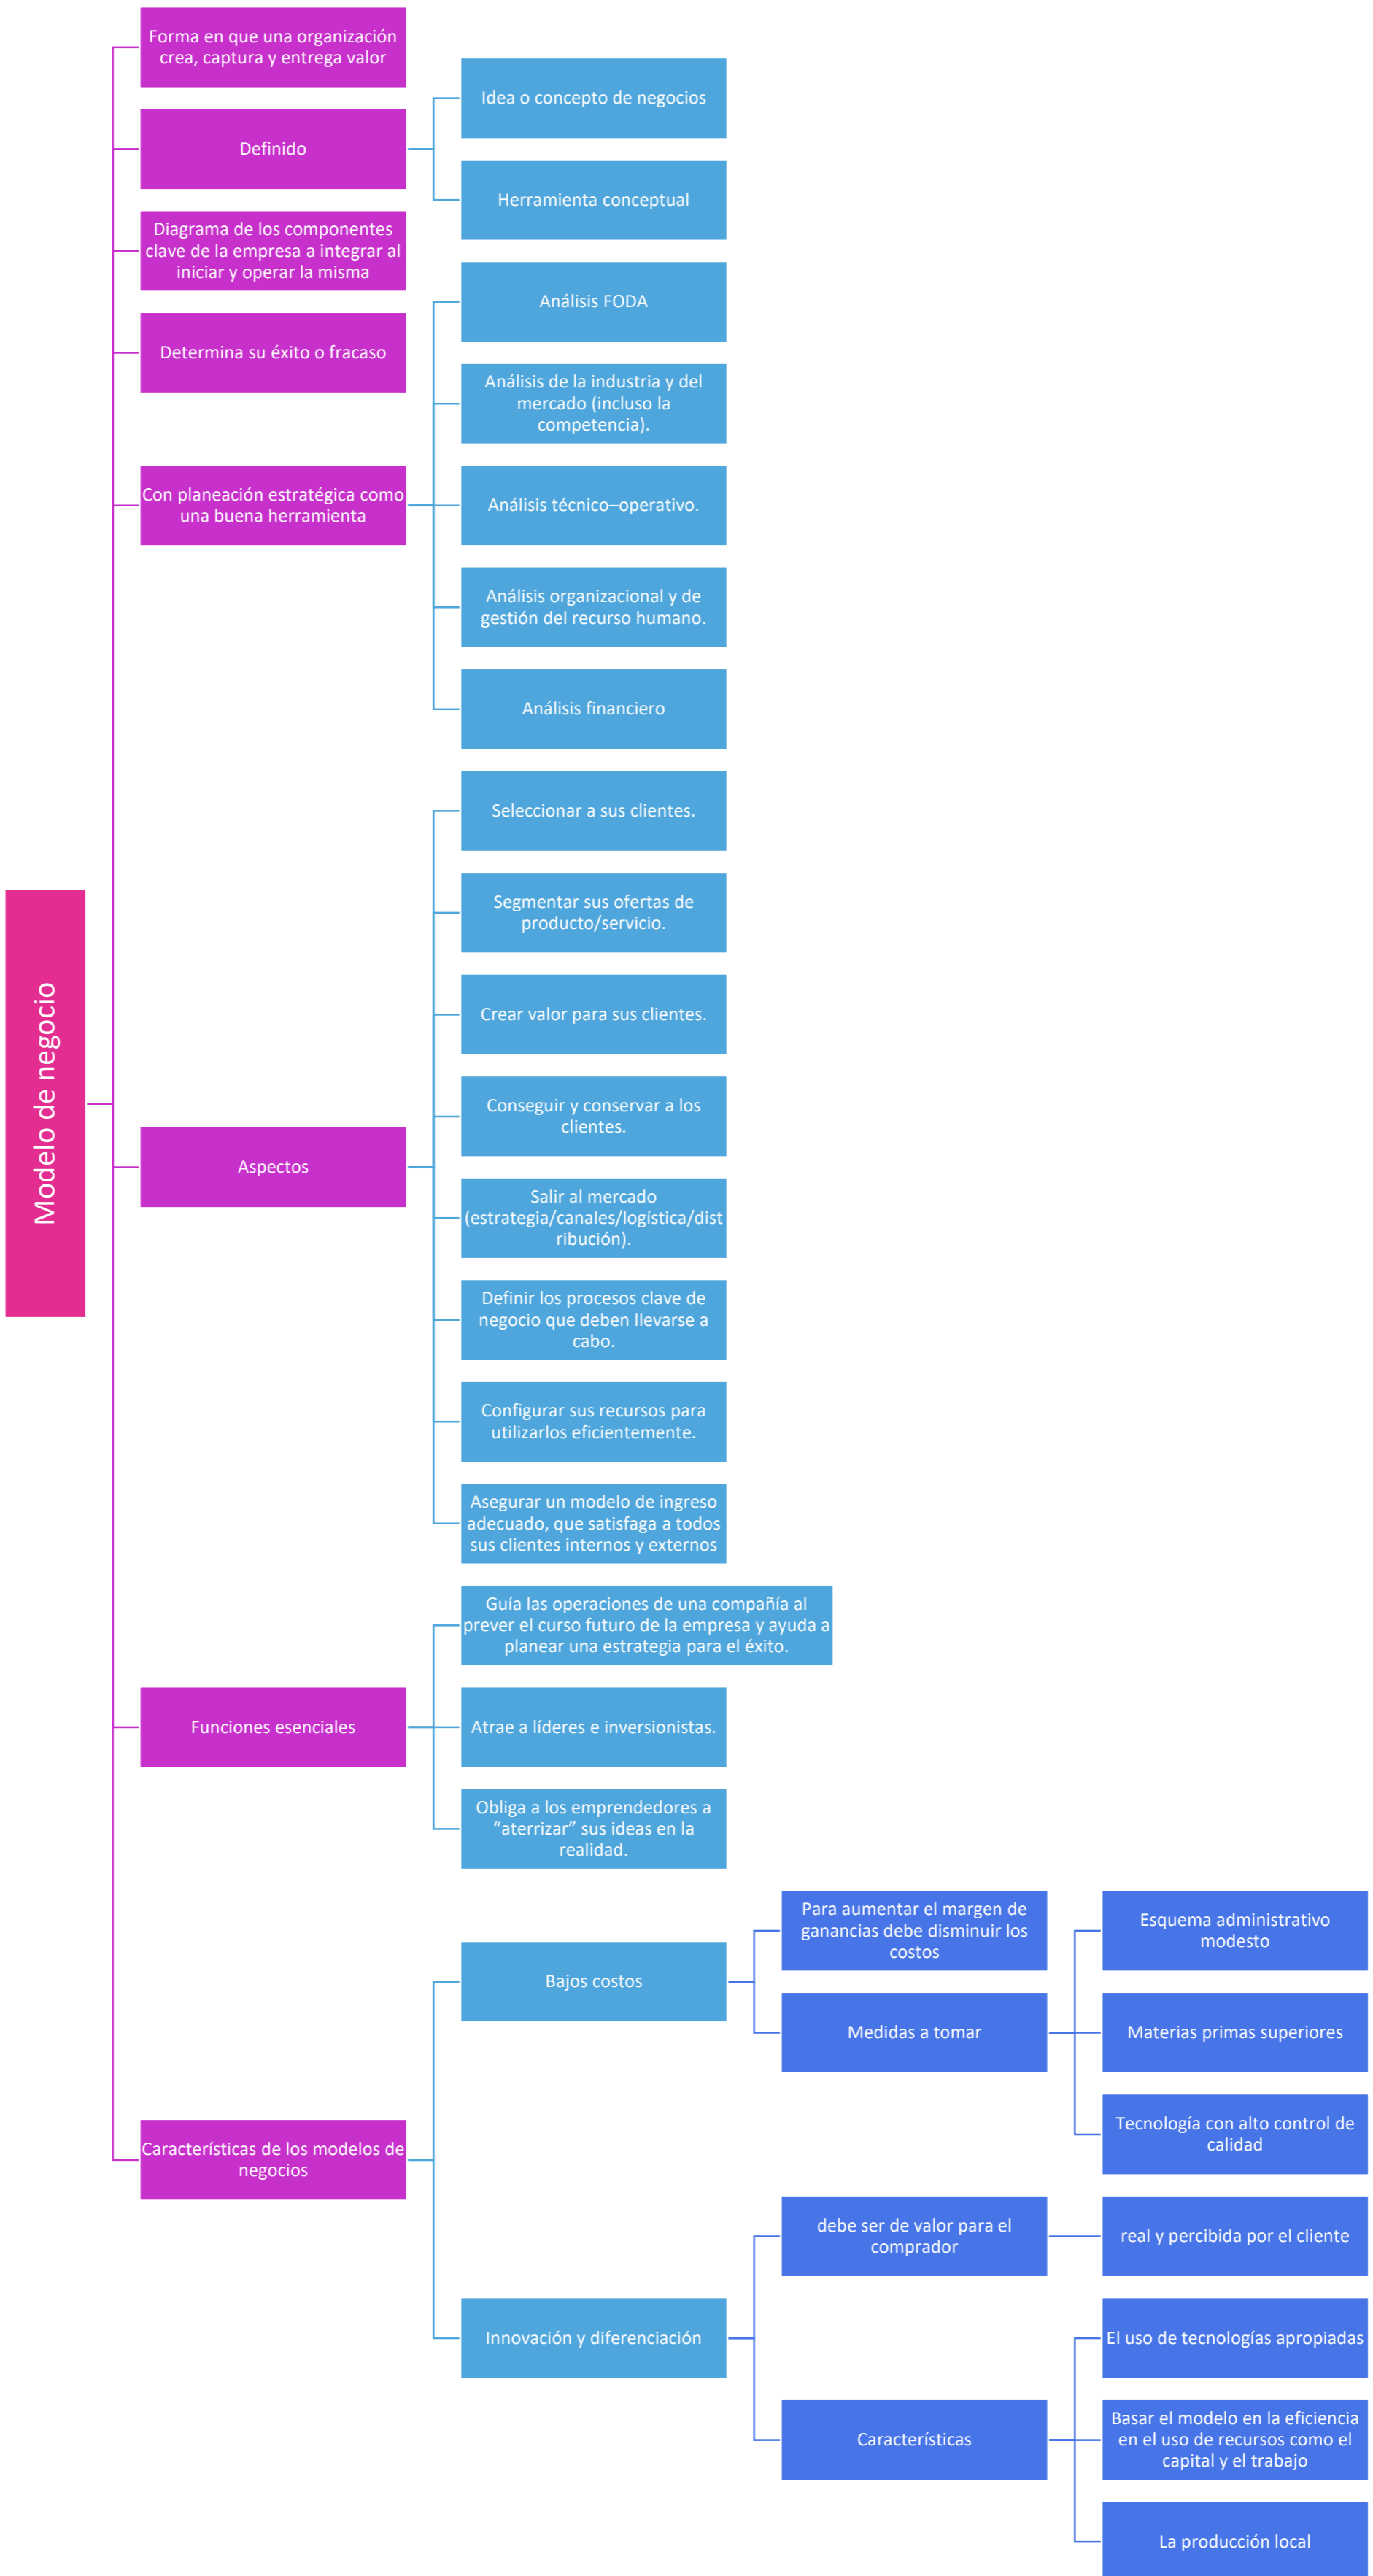 Modelo de negocio
Forma en que una organización
crea, captura y entrega valor
Definido
Idea o concepto de negocios
Herramienta conceptual
Diagrama de los componentes
clave de la empresa a integrar al
iniciar y operar la misma
Determina su éxito o fracaso
Con planeación estratégica como
una buena herramienta
Análisis FODA
Análisis de la industria y del
mercado (incluso la
competencia).
Análisis técnico–operativo.
Análisis organizacional y de
gestión del recurso humano.
Análisis financiero
Aspectos
Seleccionar a sus clientes.
Segmentar sus ofertas de
producto/servicio.
Crear valor para sus clientes.
Conseguir y conservar a los
clientes.
Salir al mercado
(estrategia/canales/logística/dist
ribución).
Definir los procesos clave de
negocio que deben llevarse a
cabo.
Configurar sus recursos para
utilizarlos eficientemente.
Asegurar un modelo de ingreso
adecuado, que satisfaga a todos
sus clientes internos y externos
Funciones esenciales
Guía las operaciones de una compañía al
prever el curso futuro de la empresa y ayuda a
planear una estrategia para el éxito.
Atrae a líderes e inversionistas.
Obliga a los emprendedores a
“aterrizar” sus ideas en la
realidad.
Características de los modelos de
negocios
Bajos costos
Para aumentar el margen de
ganancias debe disminuir los
costos
Medidas a tomar
Esquema administrativo
modesto
Materias primas superiores
Tecnología con alto control de
calidad
Innovación y diferenciación
debe ser de valor para el
comprador
real y percibida por el cliente
Características
El uso de tecnologías apropiadas
Basar el modelo en la eficiencia
en el uso de recursos como el
capital y el trabajo
La producción local